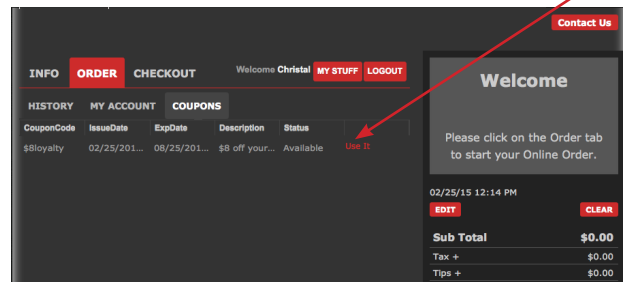 Contact Us
INFO ORDER CHECKOUT Welcome Christal MY STUFF LOGOUT
HISTORY MY ACCOUNT COUPONS
CouponCode IssueDate ExpDate Description Status
$8loyalty 02/25/201... 08/25/201... $8 off your... Available Use It
Welcome
Please click on the Order tab
to start your Online Order.
02/25/15 12:14 PM
EDIT CLEAR
Sub Total $0.00
Tax + $0.00
Tips + $0.00